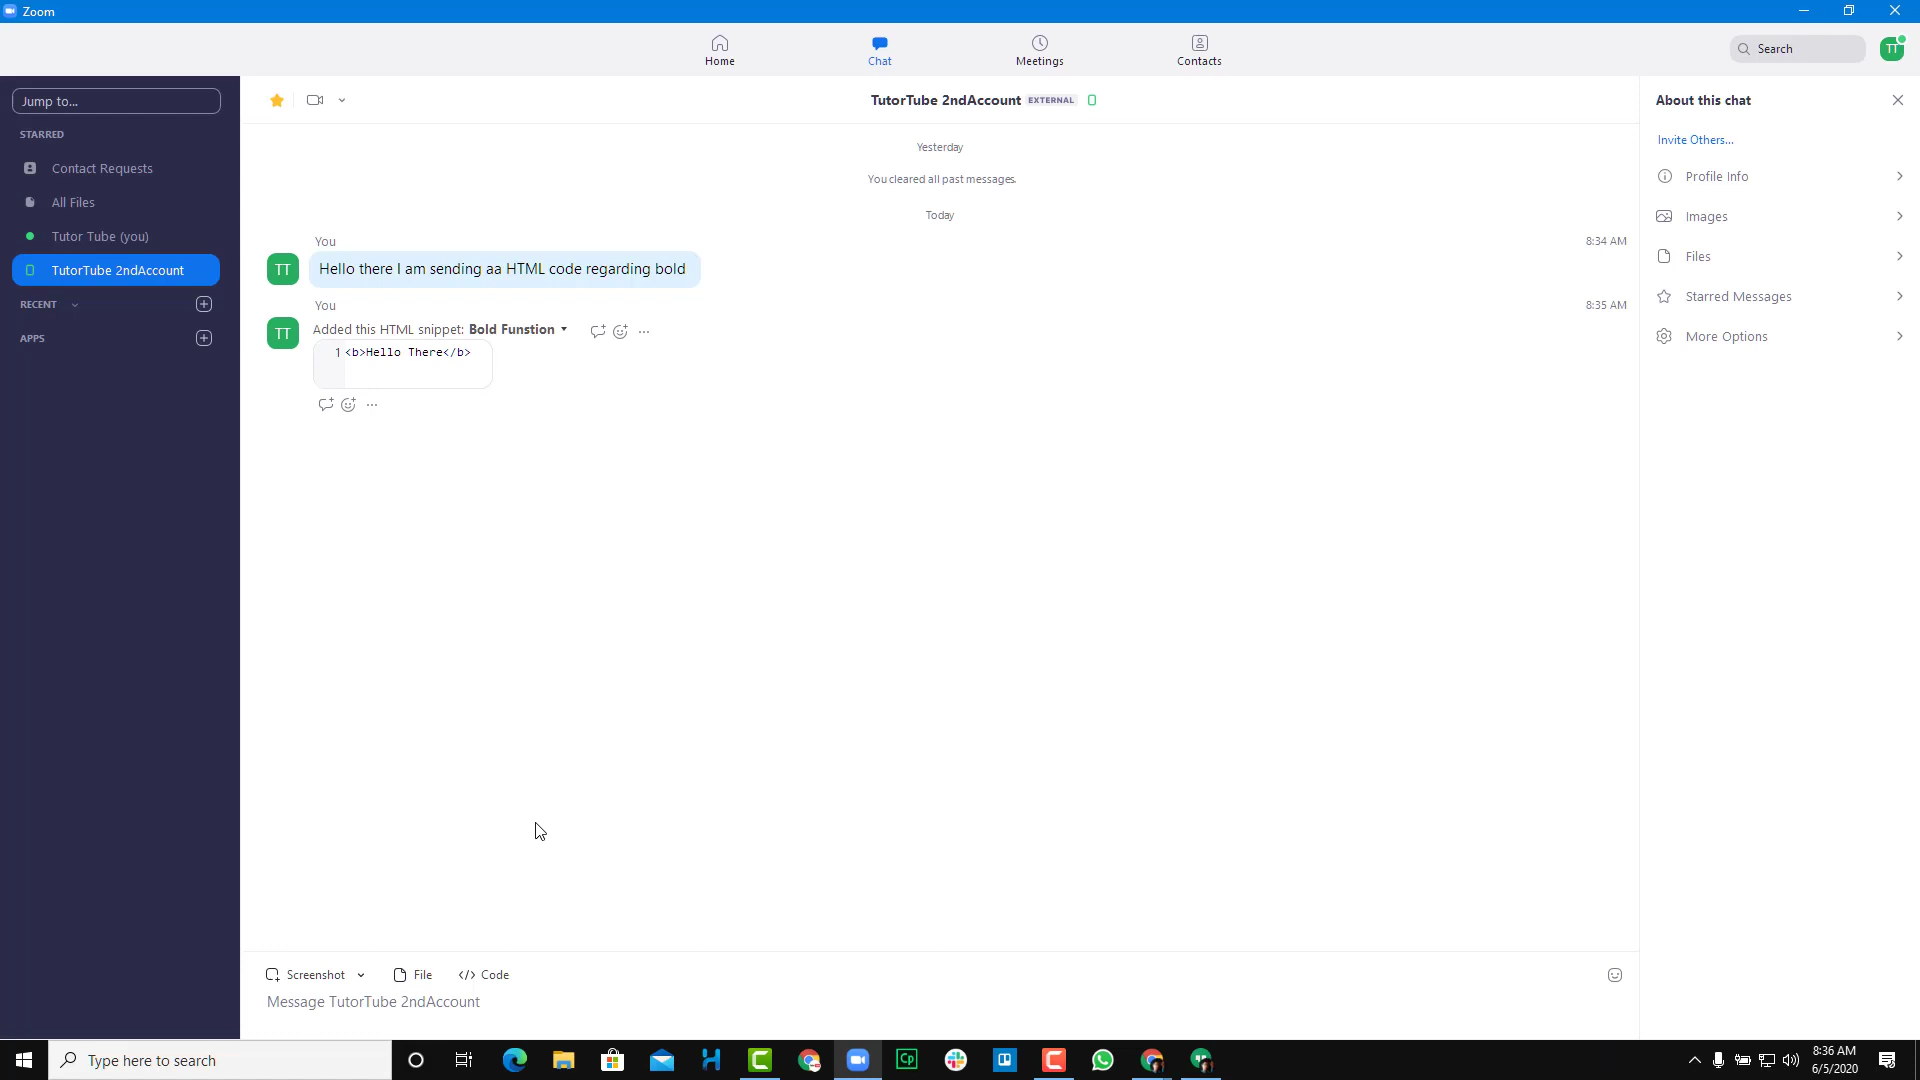 Zoom
Home
Chat
Meetings
Contacts
Search
TT
Jump to...
STARRED
Contact Requests
All Files
Tutor Tube (you)
TutorTube 2ndAccount
RECENT
APPS
TutorTube 2ndAccount EXTERNAL
Yesterday
You cleared all past messages.
Today
You
8:34 AM
TT
Hello there I am sending aa HTML code regarding bold
You
8:35 AM
TT
Added this HTML snippet: Bold Funstion
1 <b>Hello There</b>
About this chat
Invite Others...
Profile Info
Images
Files
Starred Messages
More Options
Screenshot
File
</> Code
Message TutorTube 2ndAccount
Type here to search
Cp
8:36 AM
6/5/2020